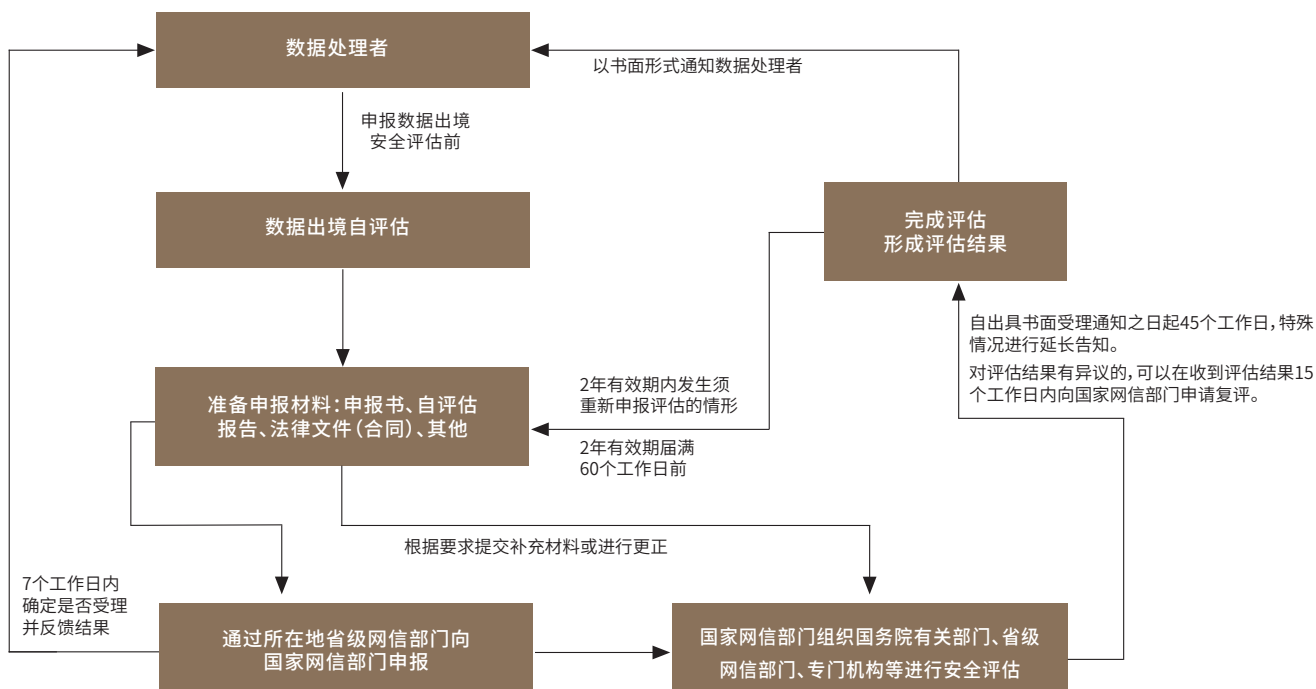 数据处理者
以书面形式通知数据处理者
申报数据出境
安全评估前
数据出境自评估
完成评估
形成评估结果
自出具书面受理通知之日起45个工作日,特殊
情况进行延长告知。
对评估结果有异议的,可以在收到评估结果15
个工作日内向国家网信部门申请复评。
2年有效期内发生须
重新申报评估的情形
准备申报材料:申报书、自评估
报告、法律文件(合同)、其他
2年有效期届满
60个工作日前
根据要求提交补充材料或进行更正
7个工作日内
确定是否受理
并反馈结果
通过所在地省级网信部门向
国家网信部门申报
国家网信部门组织国务院有关部门、省级
网信部门、专门机构等进行安全评估